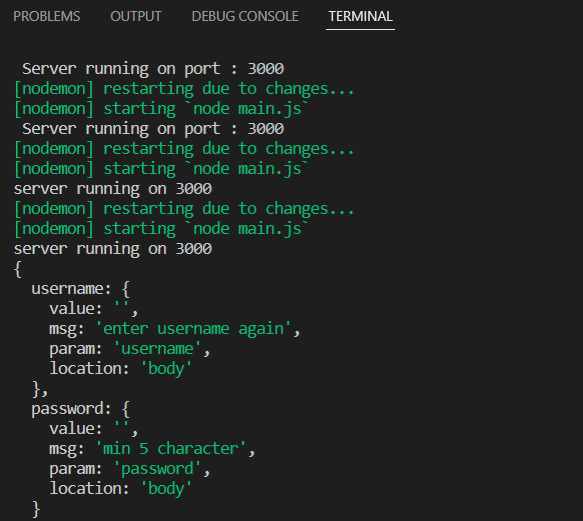 PROBLEMS OUTPUT DEBUG CONSOLE TERMINAL
Server running on port : 3000
[nodemon] restarting due to changes...
[nodemon] starting `node main.js`
Server running on port : 3000
[nodemon] restarting due to changes...
[nodemon] starting `node main.js`
server running on 3000
[nodemon] restarting due to changes...
[nodemon] starting `node main.js`
server running on 3000
{
  username: {
    value: '',
    msg: 'enter username again',
    param: 'username',
    location: 'body'
  },
  password: {
    value: '',
    msg: 'min 5 character',
    param: 'password',
    location: 'body'
  }